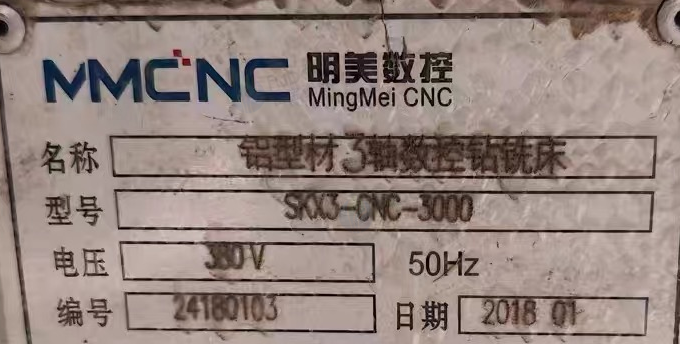 MMCNC 明美数控
MingMei CNC
名称 铝型材3轴数控钻铣床
型号 SKX3-CNC-3000
电压 380V 50Hz
编号 24180103 日期 2018 01